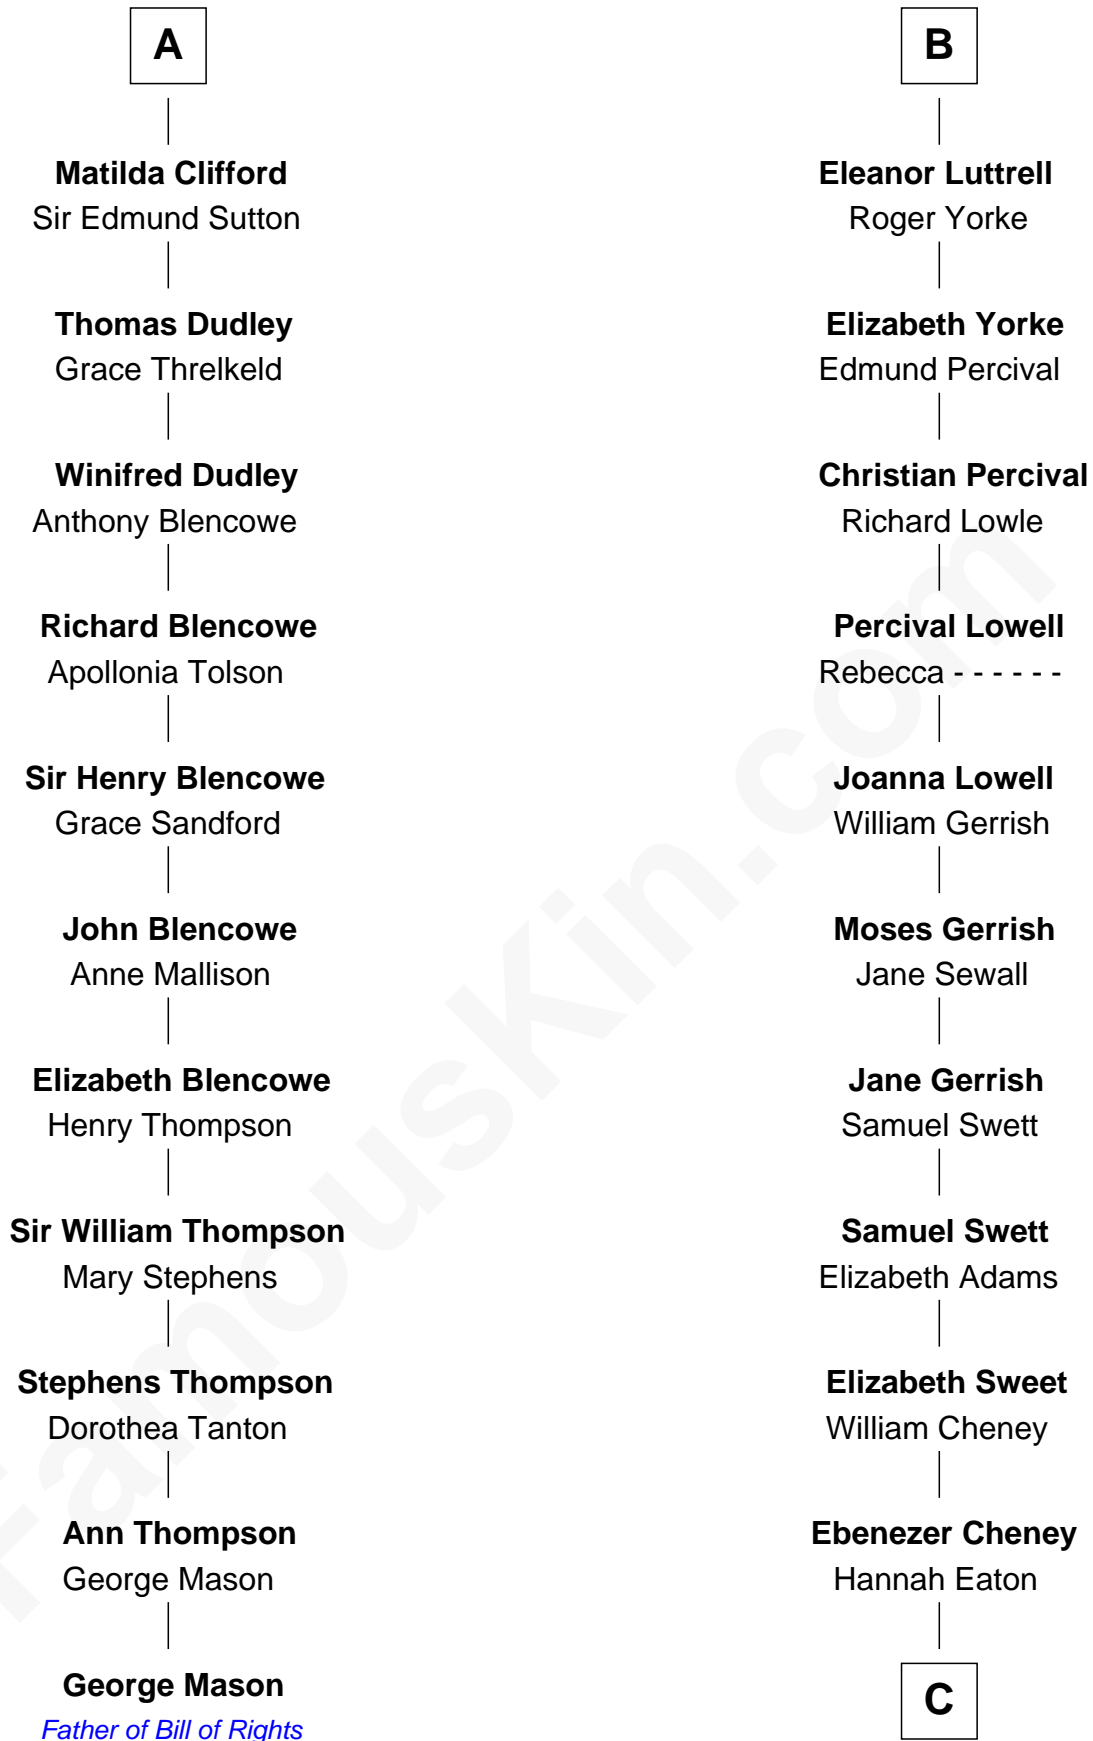 A
Matilda Clifford
Sir Edmund Sutton
Thomas Dudley
Grace Threlkeld
Winifred Dudley
Anthony Blencowe
Richard Blencowe
Apollonia Tolson
Sir Henry Blencowe
Grace Sandford
John Blencowe
Anne Mallison
Elizabeth Blencowe
Henry Thompson
Sir William Thompson
Mary Stephens
Stephens Thompson
Dorothea Tanton
Ann Thompson
George Mason
George Mason
Father of Bill of Rights
B
Eleanor Luttrell
Roger Yorke
Elizabeth Yorke
Edmund Percival
Christian Percival
Richard Lowle
Percival Lowell
Rebecca - - - - - -
Joanna Lowell
William Gerrish
Moses Gerrish
Jane Sewall
Jane Gerrish
Samuel Swett
Samuel Swett
Elizabeth Adams
Elizabeth Sweet
William Cheney
Ebenezer Cheney
Hannah Eaton
C
FamousKin.com